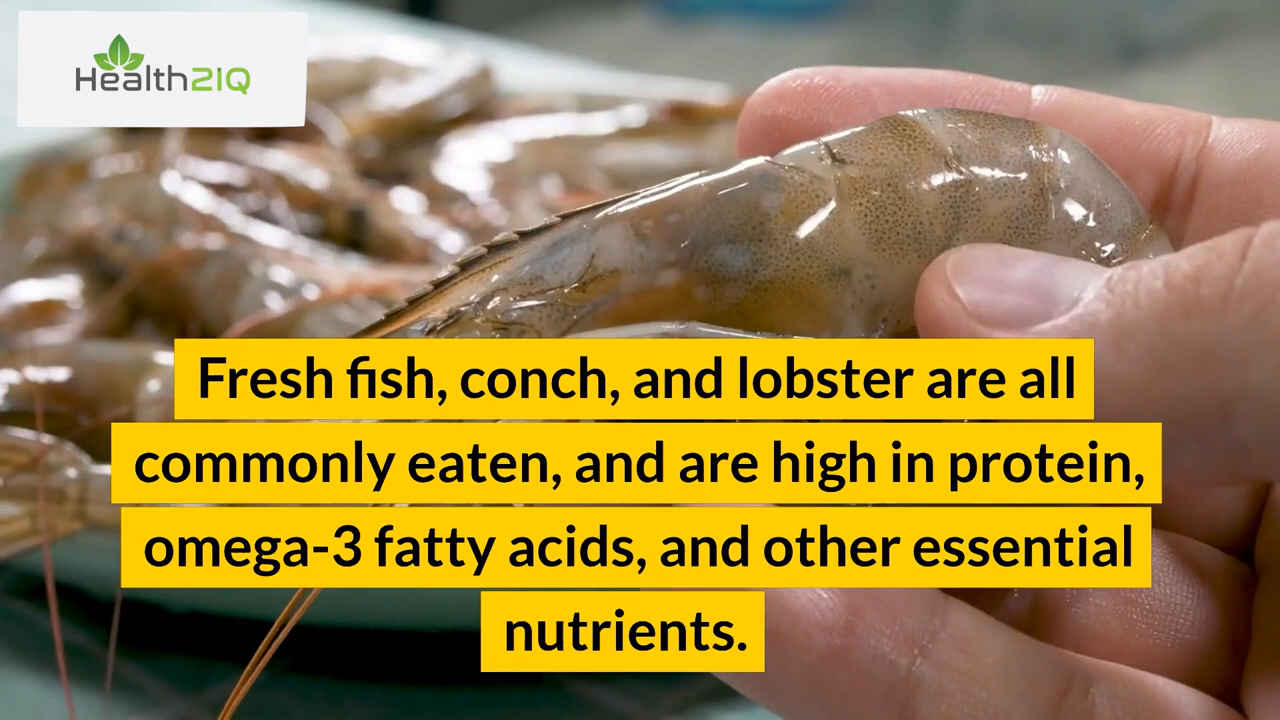 Health2IQ
Fresh fish, conch, and lobster are all
commonly eaten, and are high in protein,
omega-3 fatty acids, and other essential
nutrients.